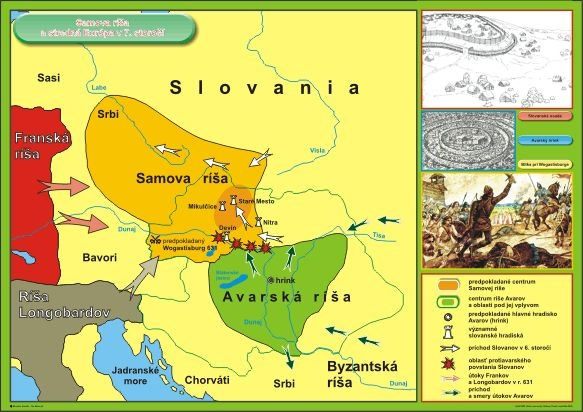 Samova ríša
a stredná Európa v 7. storočí
Sasi
Slovania
Labe
Srbi
Visla
Franská
ríša
Samova ríša
Mikulčice
Staré Mesto
Nitra
Devín
Dunaj
predpokladaný
Wogastisburg 631
Tisa
Bavori
Blatenské
jazero
hrink
Avarská ríša
Ríša
Longobardov
Dunaj
Jadranské
more
Chorváti
Srbi
Byzantská
ríša
Dunaj
Slovanská osada
Avarský hrink
Bitka pri Wogastisburgu
predpokladané centrum
Samovej ríše
centrum ríše Avarov
a oblasti pod jej vplyvom
predpokladané hlavné hradisko
Avarov (hrink)
významné
slovanské hradiská
príchod Slovanov v 6. storočí
oblasť protiavarského
povstania Slovanov
útoky Frankov
a Longobardov v r. 631
príchod
a smery útokov Avarov